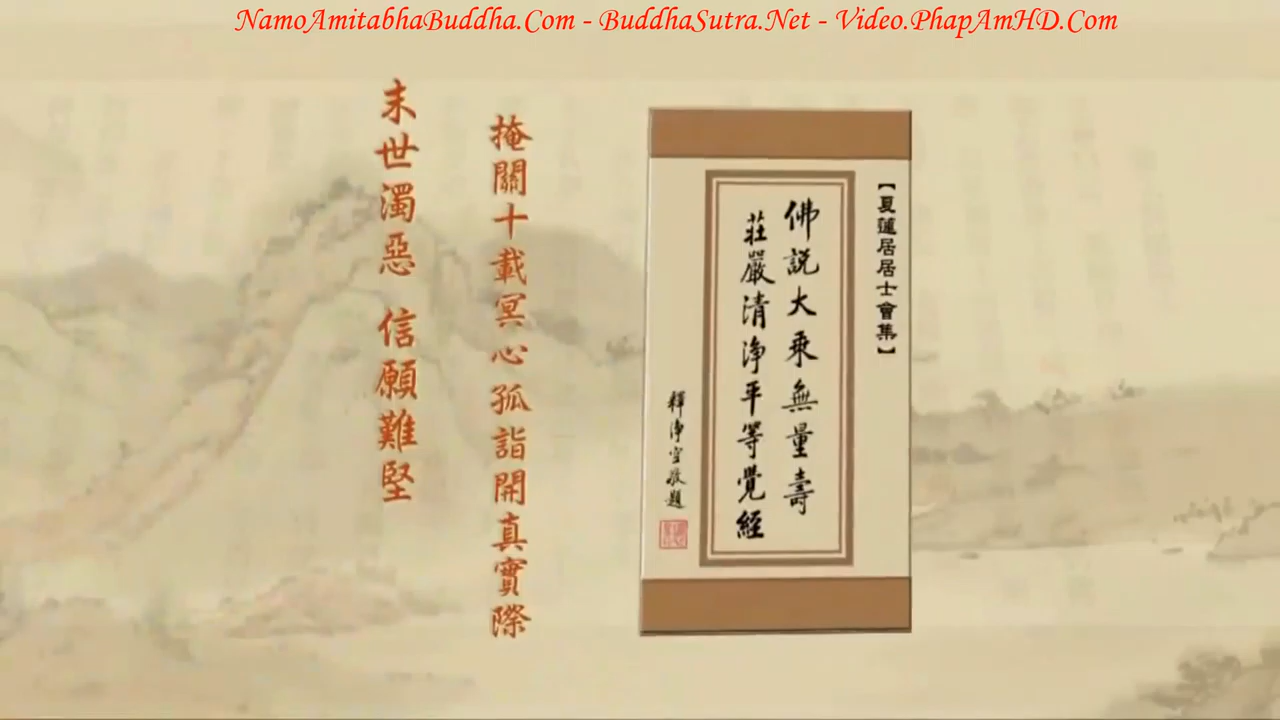 NamoAmitabhaBuddha.Com - BuddhaSutra.Net - Video.PhapAmHD.Com
【夏蓮居居士會集】
佛説大乘無量壽
莊嚴清淨平等覺經
釋淨空敬題
掩關十載冥心孤詣開真實際
末世濁惡 信願難堅